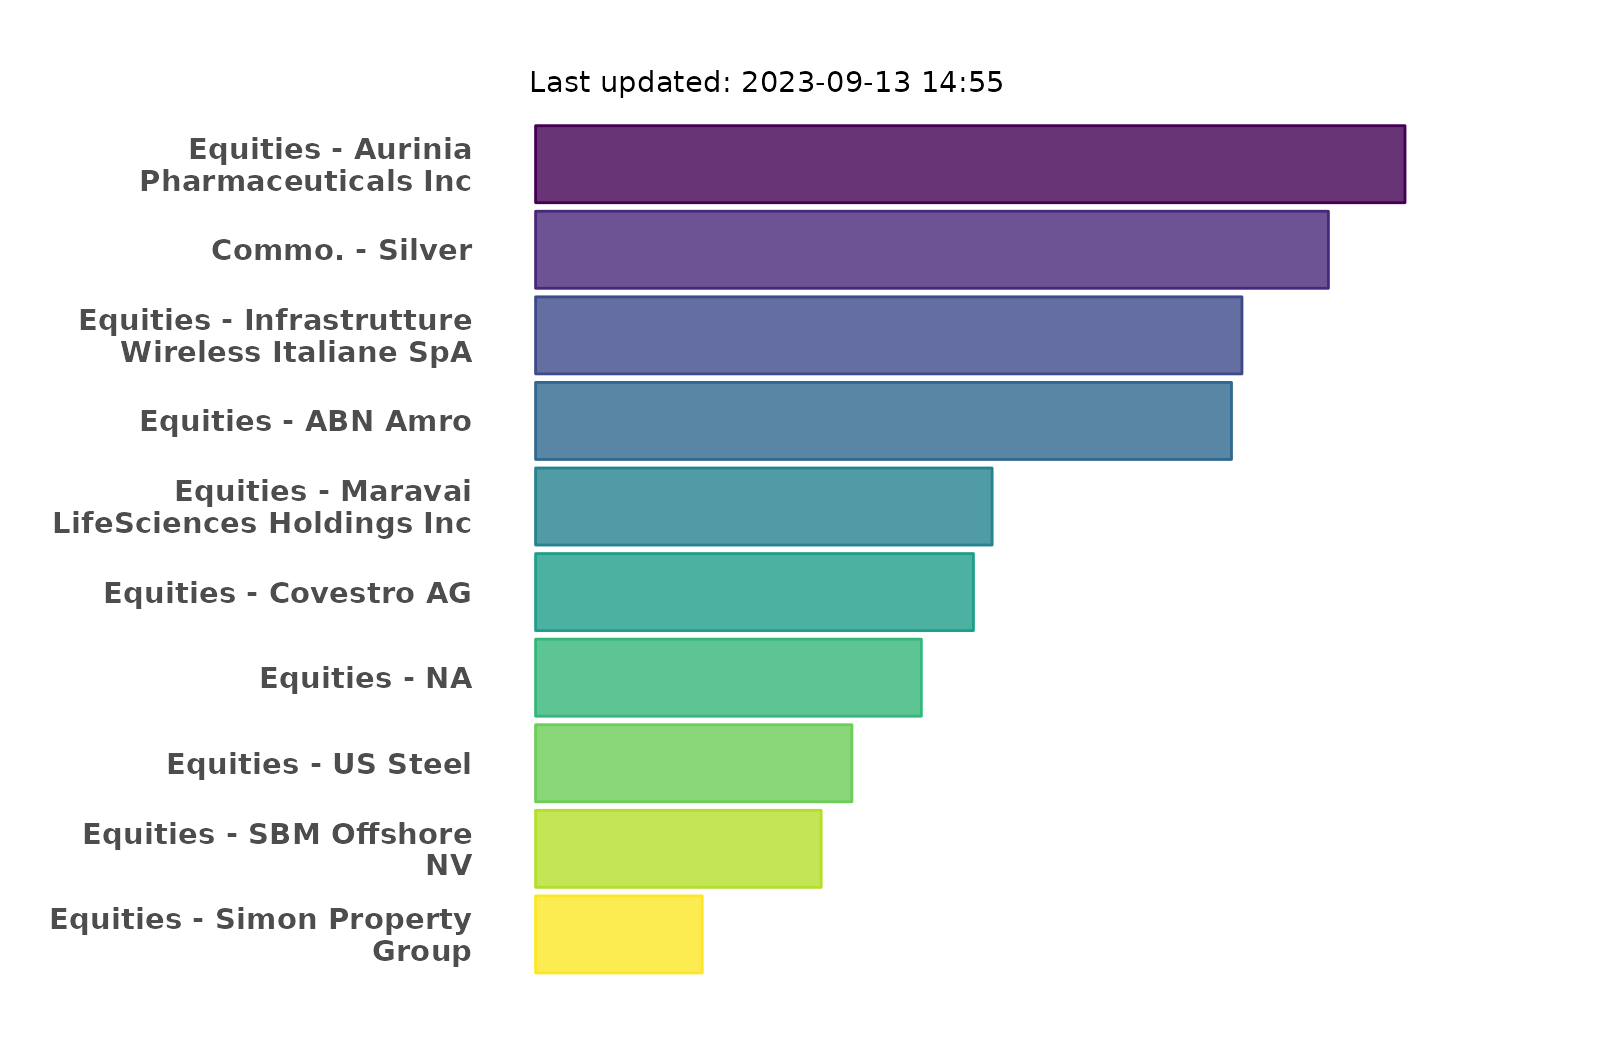 Last updated: 2023-09-13 14:55
Equities - Aurinia
Pharmaceuticals Inc
Commo. - Silver
Equities - Infrastrutture
Wireless Italiane SpA
Equities - ABN Amro
Equities - Maravai
LifeSciences Holdings Inc
Equities - Covestro AG
Equities - NA
Equities - US Steel
Equities - SBM Offshore
NV
Equities - Simon Property
Group